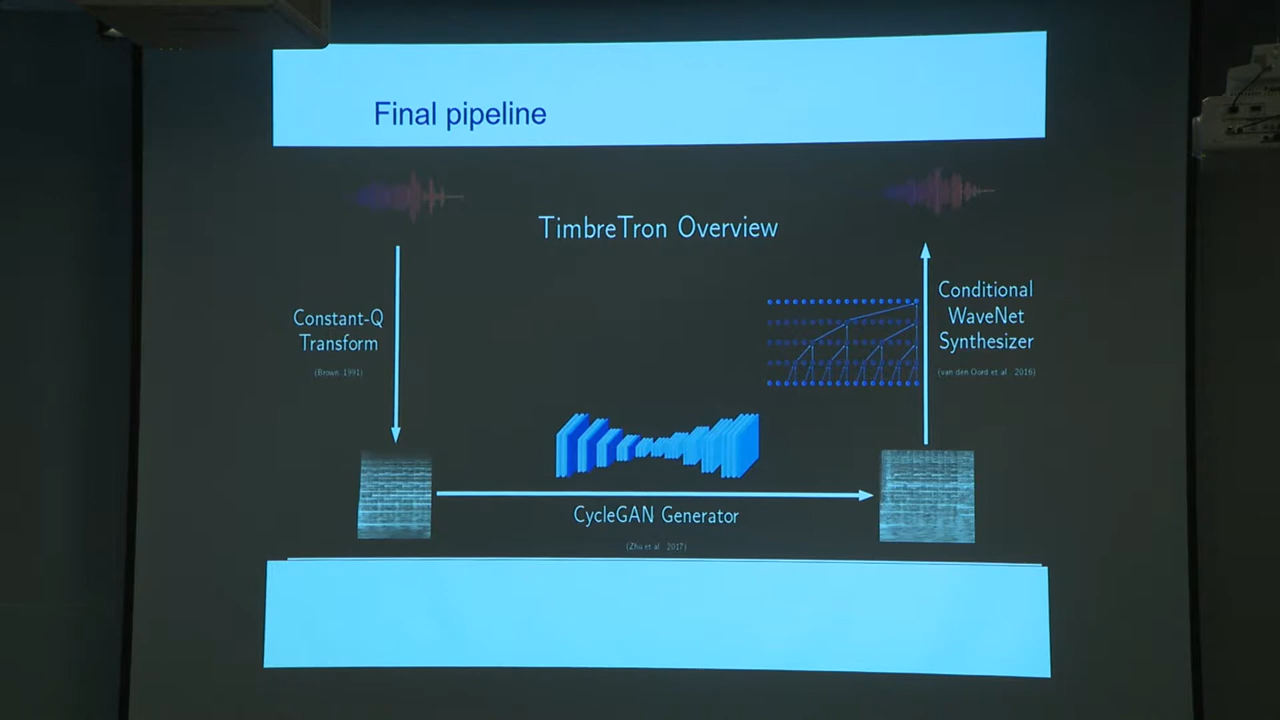 Final pipeline
TimbreTron Overview
Constant-Q
Transform
(Brown, 1991)
Conditional
WaveNet
Synthesizer
(van den Oord et al., 2016)
CycleGAN Generator
(Zhu et al., 2017)